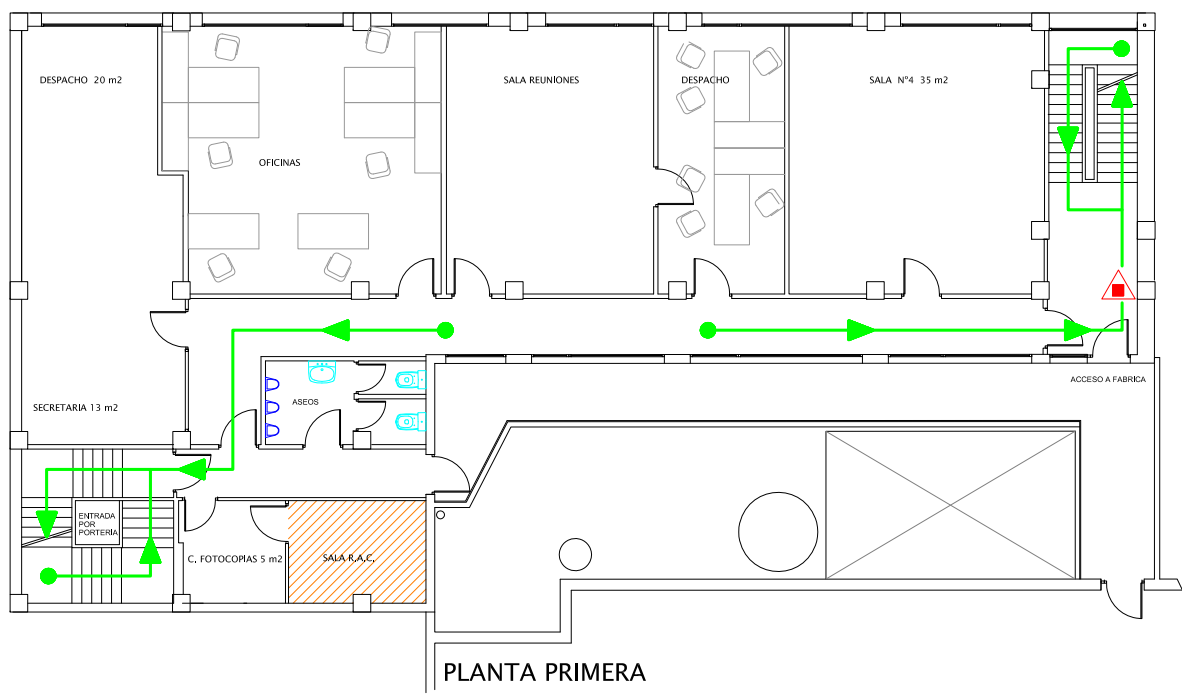 DESPACHO 20 m2
SALA REUNIONES
DESPACHO
SALA Nº4 35 m2
OFICINAS
ACCESO A FABRICA
ASEOS
SECRETARIA 13 m2
ENTRADA
POR
PORTERÍA
C. FOTOCOPIAS 5 m2
SALA R.A.C.
PLANTA PRIMERA